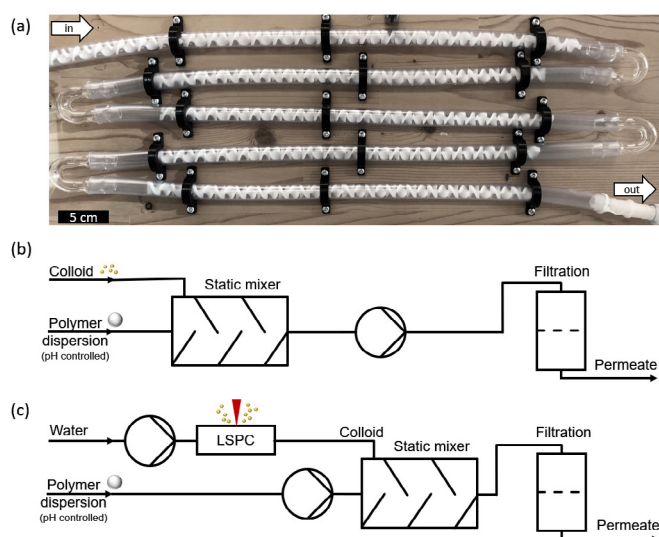 (a)
in
out
5 cm
(b)
Colloid
Static mixer
Filtration
Polymer
dispersion
(pH controlled)
Permeate
(c)
Water
LSPC
Colloid
Static mixer
Filtration
Polymer
dispersion
(pH controlled)
Permeate